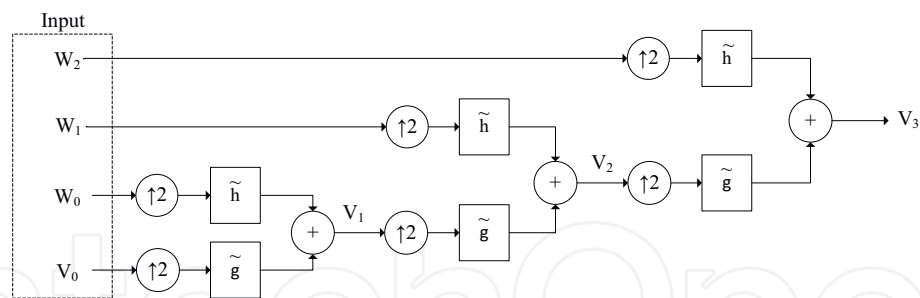 Input
W₂ ↑2 h̃
W₁ ↑2 h̃ + V₃
W₀ ↑2 h̃ + V₂ ↑2 g̃
V₁ ↑2 g̃
+
V₀ ↑2 g̃